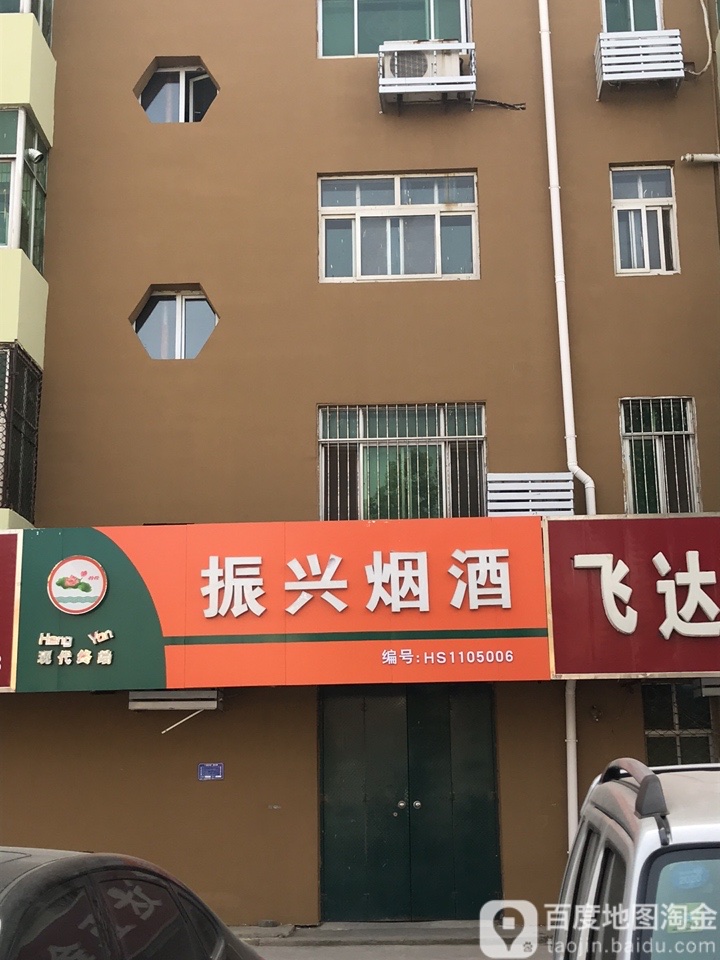 振兴烟酒
编号:HS1105006
Hang Yan
现代终端
飞达
百度地图淘金
taojin.baidu.com